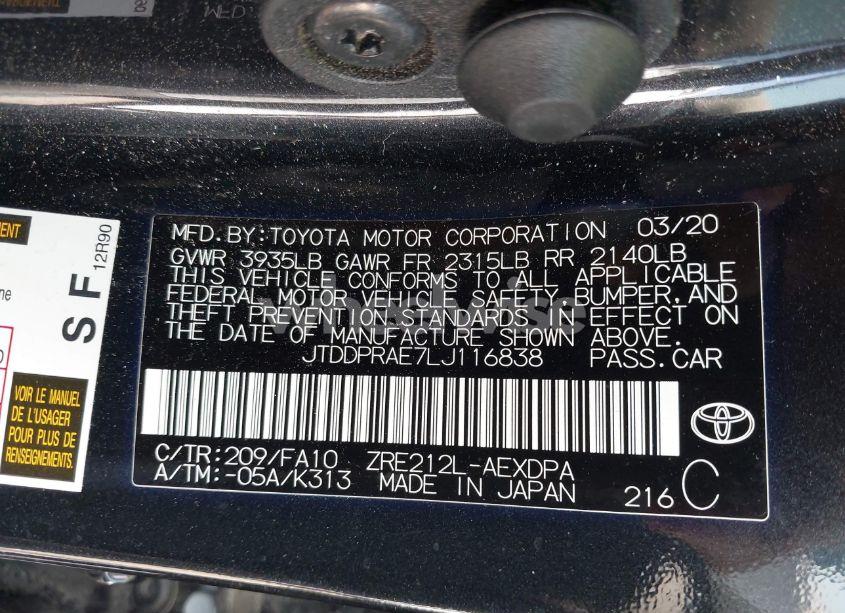 MFD.BY:TOYOTA MOTOR CORPORATION 03/20
GVWR 3935LB GAWR FR 2315LB RR 2140LB
THIS VEHICLE CONFORMS TO ALL APPLICABLE
FEDERAL MOTOR VEHICLE SAFETY,BUMPER,AND
THEFT PREVENTION STANDARDS IN EFFECT ON
THE DATE OF MANUFACTURE SHOWN ABOVE.
JTDDPRAE7LJ116838 PASS.CAR
C/TR:209/FA10 ZRE212L-AEXDPA
A/TM:-05A/K313 MADE IN JAPAN
216 C
S F
12R90
VOIR LE MANUEL
DE L'USAGER
POUR PLUS DE
RENSEIGNEMENTS.